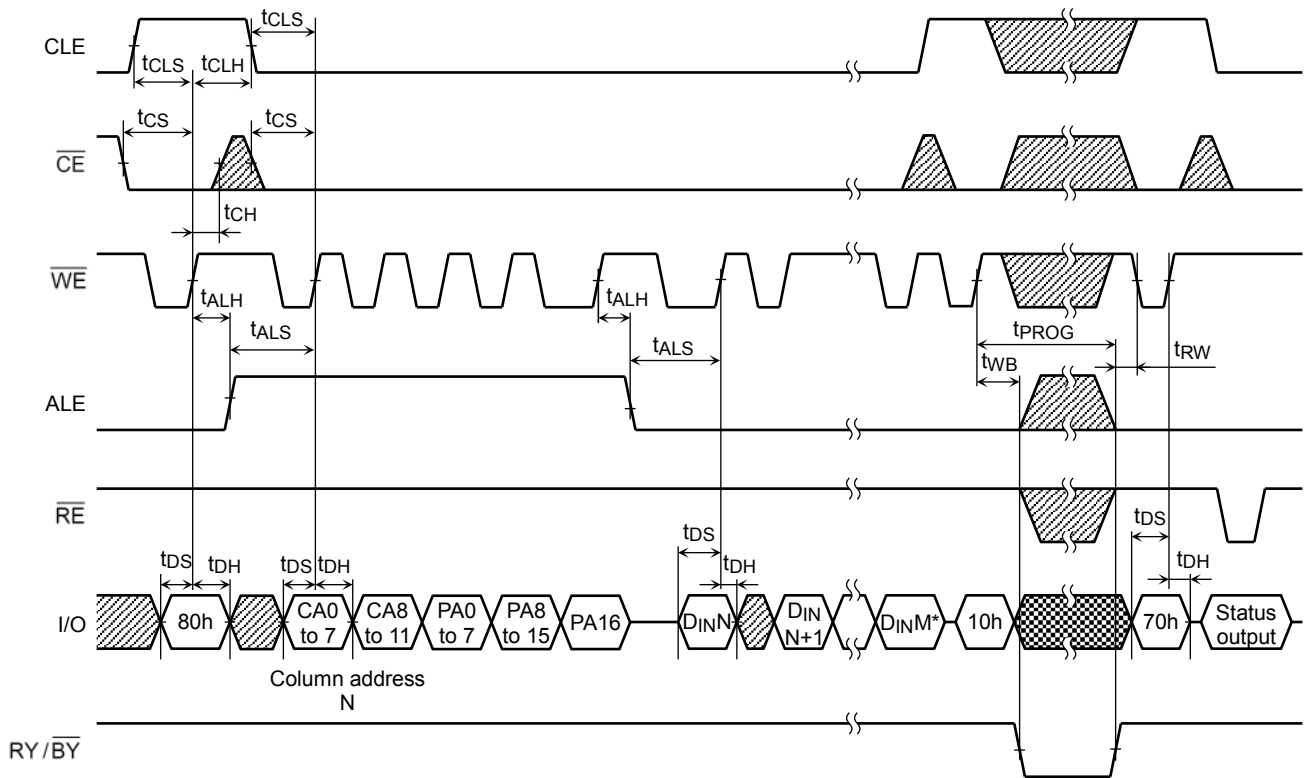 tCLS
CLE
tCLS tCLH
tCS tCS
CE
tCH
WE
tALH tALH
tALS tALS
tPROG
tWB tRW
ALE
RE
tDS tDH tDS tDH tDS tDH tDS tDH
I/O
80h
CA0 to 7
CA8 to 11
PA0 to 7
PA8 to 15
PA16
DINN
DIN N+1
DINM*
10h
70h
Status output
Column address
N
RY/BY